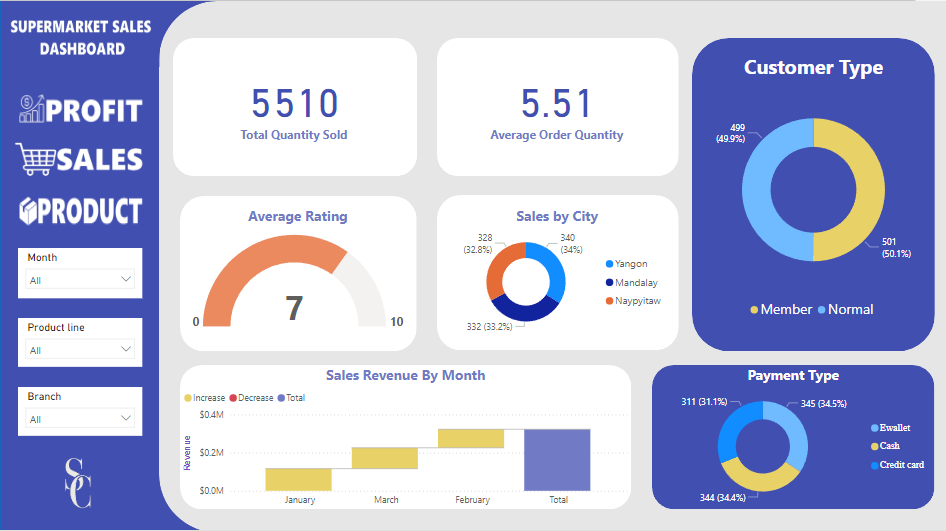 SUPERMARKET SALES
DASHBOARD
PROFIT
SALES
PRODUCT
Month
All
Product line
All
Branch
All
SC
5510
Total Quantity Sold
5.51
Average Order Quantity
Average Rating
7
0
10
Sales by City
328
(32.8%)
340
(34%)
332 (33.2%)
Yangon
Mandalay
Naypyitaw
Customer Type
499
(49.9%)
501
(50.1%)
Member Normal
Sales Revenue By Month
Increase Decrease Total
Revenue
$0.4M
$0.2M
$0.0M
January March February Total
Payment Type
311 (31.1%)
345 (34.5%)
344 (34.4%)
Ewallet
Cash
Credit card